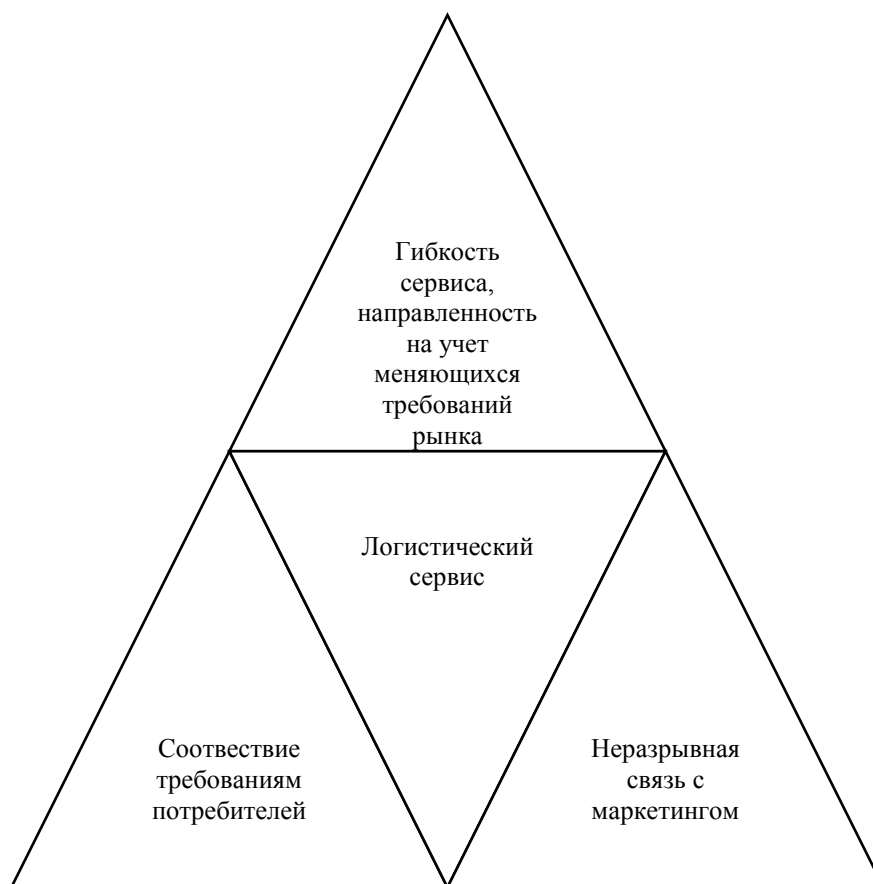 Гибкость
сервиса,
направленность
на учет
меняющихся
требований
рынка
Логистический
сервис
Соотвествие
требованиям
потребителей
Неразрывная
связь с
маркетингом